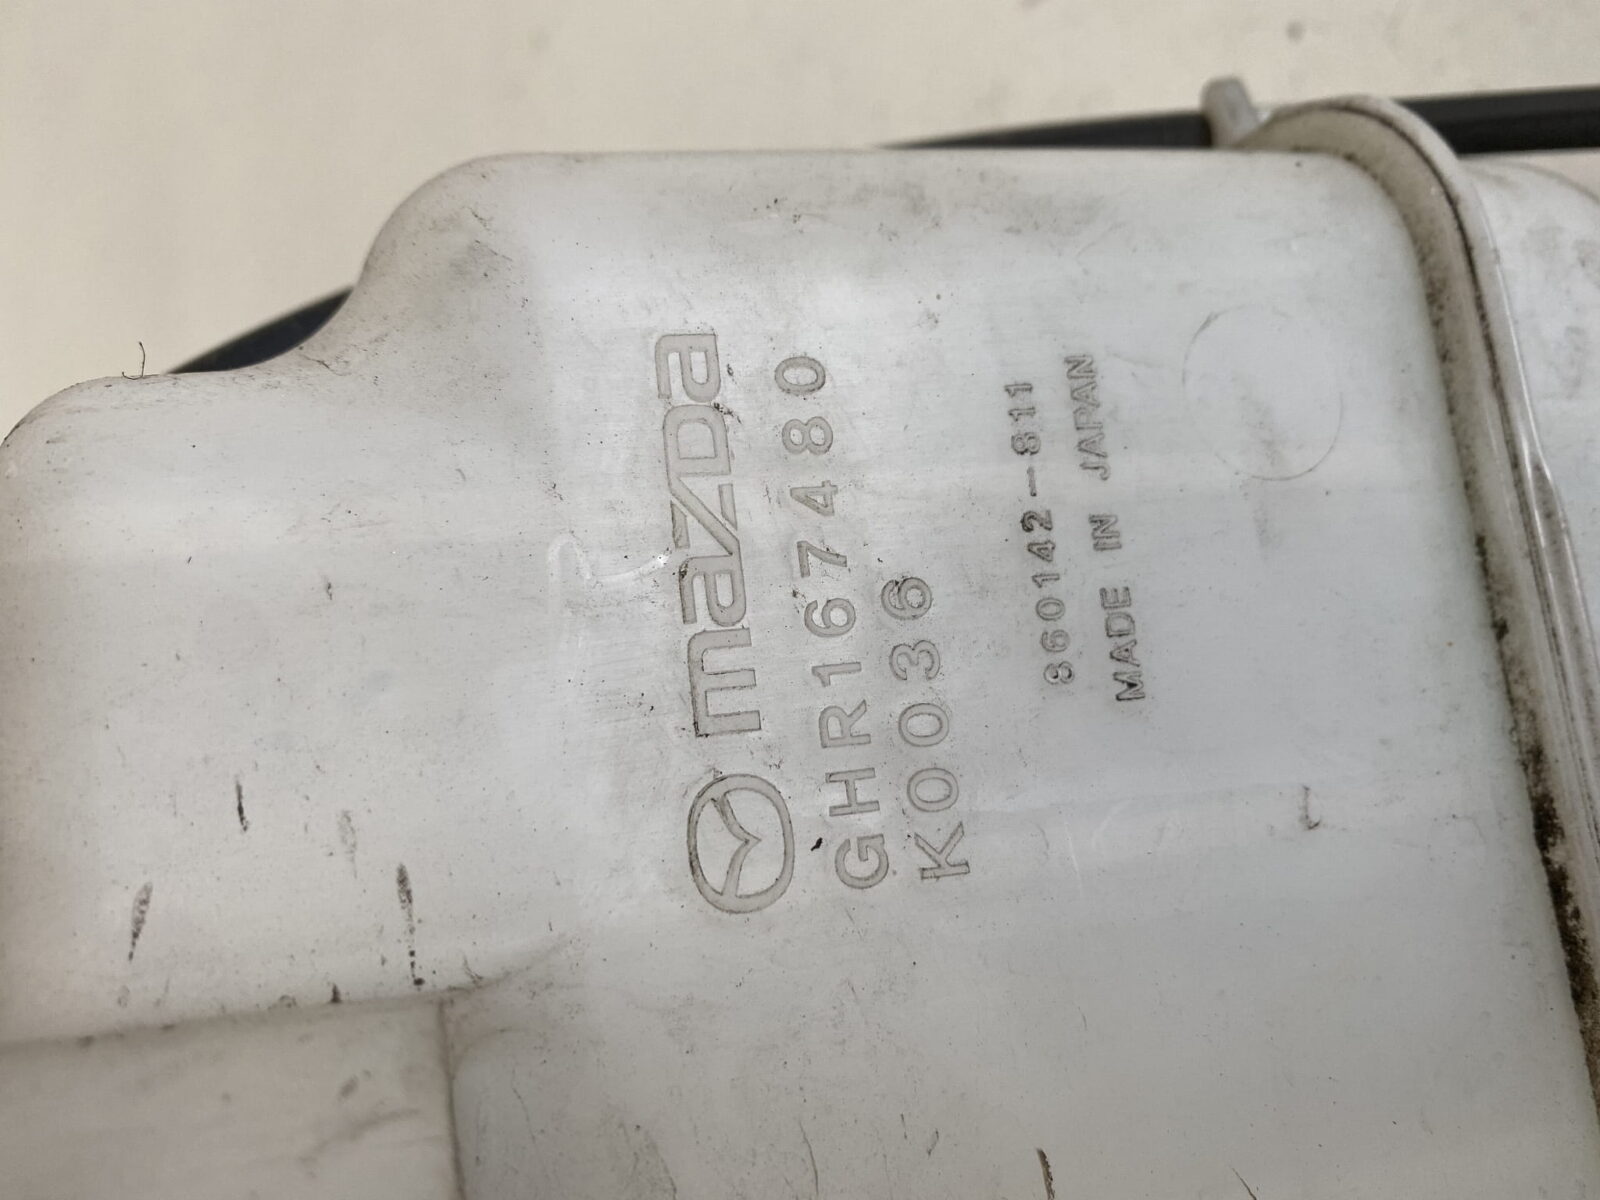 mazda
GHR167480
K0036
860142-811
MADE IN JAPAN